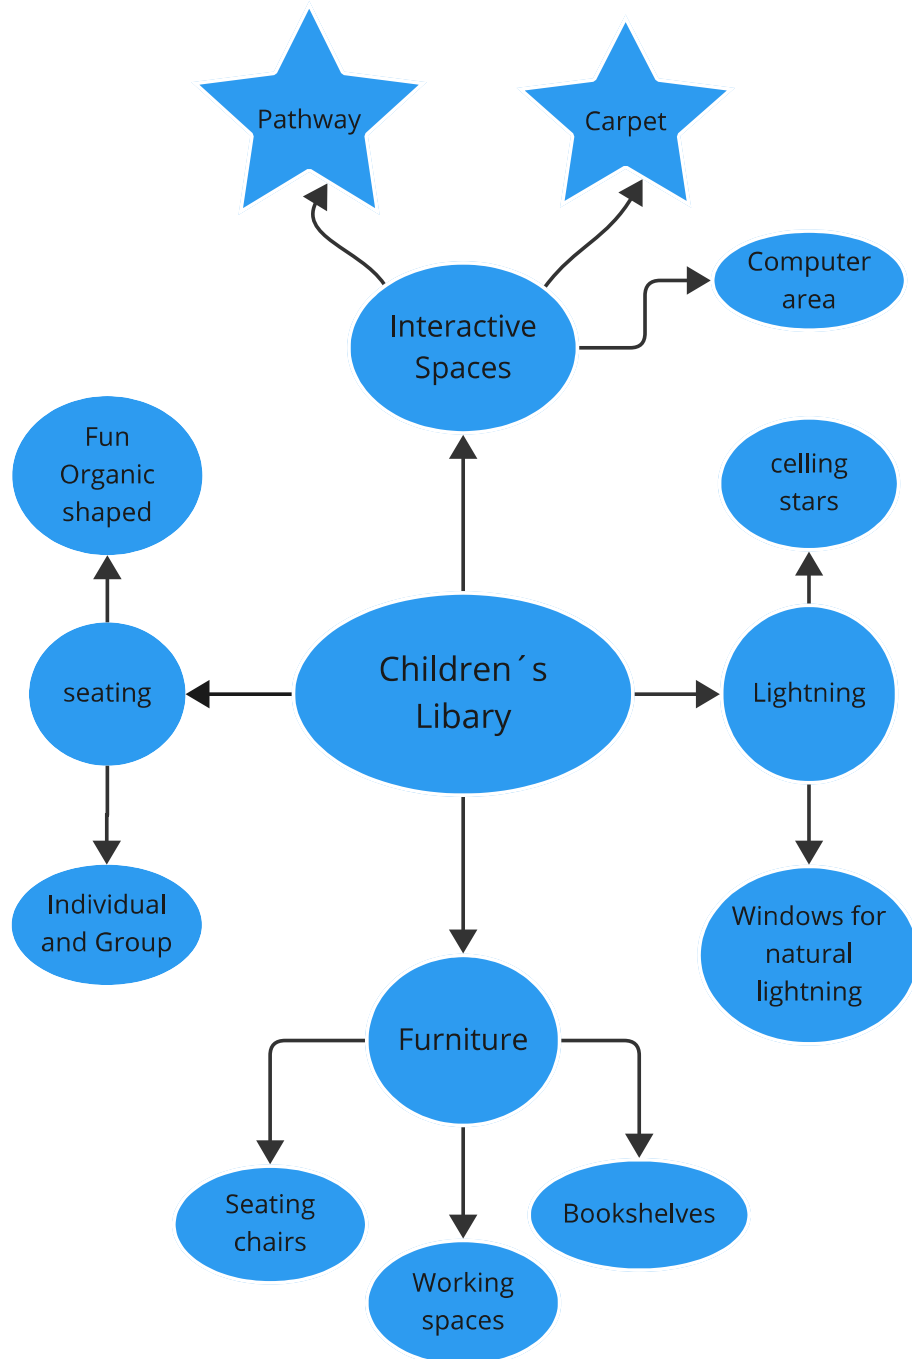 Pathway
Carpet
Computer
area
Interactive
Spaces
Fun
Organic
shaped
celling
stars
Children´s
Libary
seating
Lightning
Individual
and Group
Windows for
natural
lightning
Furniture
Seating
chairs
Bookshelves
Working
spaces